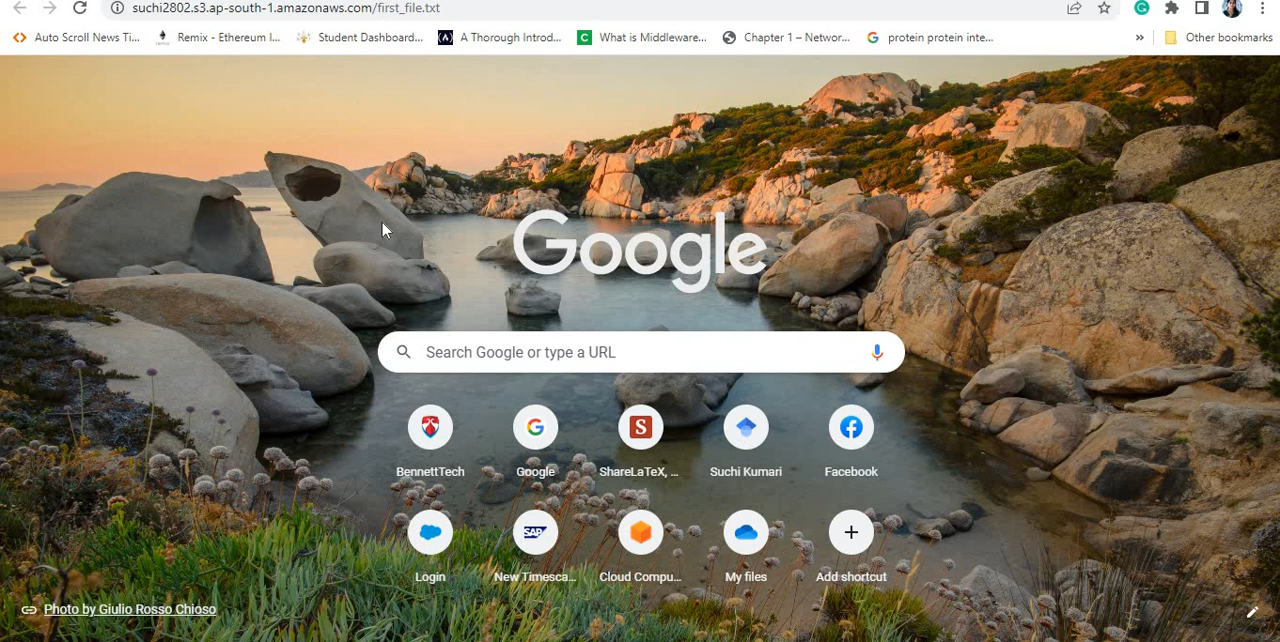 suchi2802.s3.ap-south-1.amazonaws.com/first_file.txt
Auto Scroll News Ti... Remix - Ethereum I... Student Dashboard... A Thorough Introd... What is Middleware... Chapter 1 – Networ... protein protein inte... » Other bookmarks
Google
Search Google or type a URL
BennettTech Google ShareLaTeX, ... Suchi Kumari Facebook
SAP
Login New Timesca... Cloud Compu... My files Add shortcut
Photo by Giulio Rosso Chioso